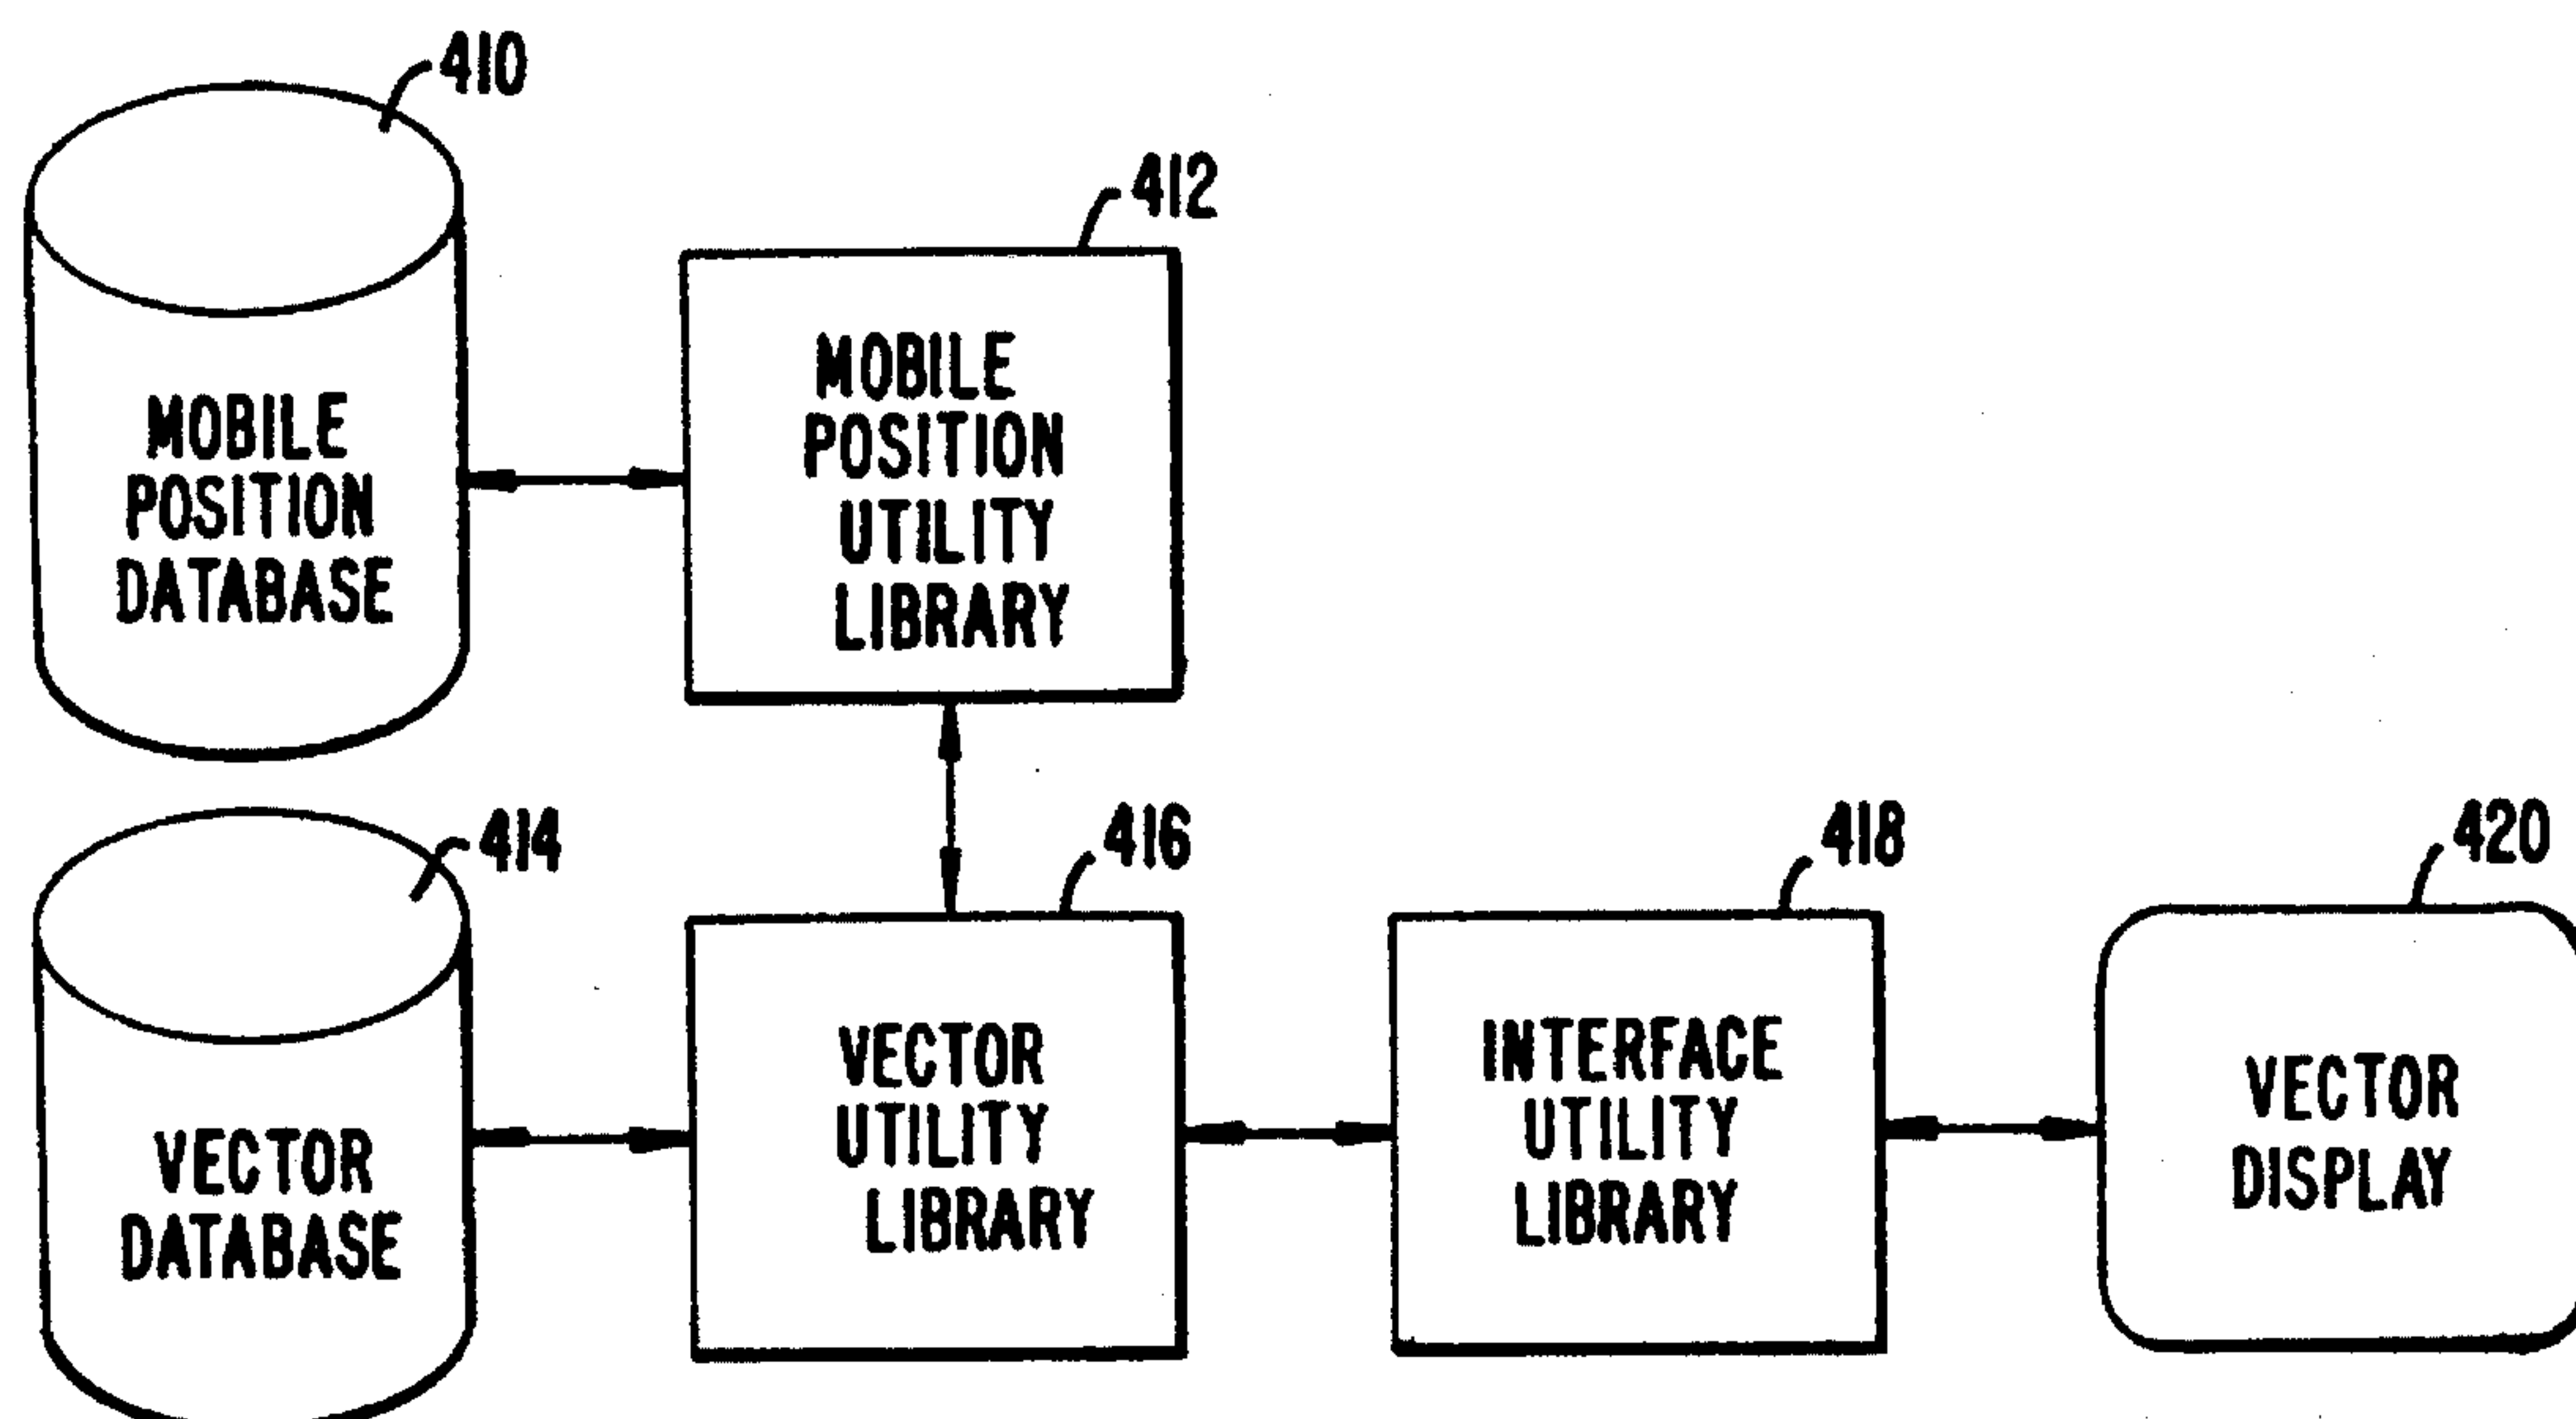 410
MOBILE
POSITION
DATABASE
412
MOBILE
POSITION
UTILITY
LIBRARY
414
VECTOR
DATABASE
416
VECTOR
UTILITY
LIBRARY
418
INTERFACE
UTILITY
LIBRARY
420
VECTOR
DISPLAY